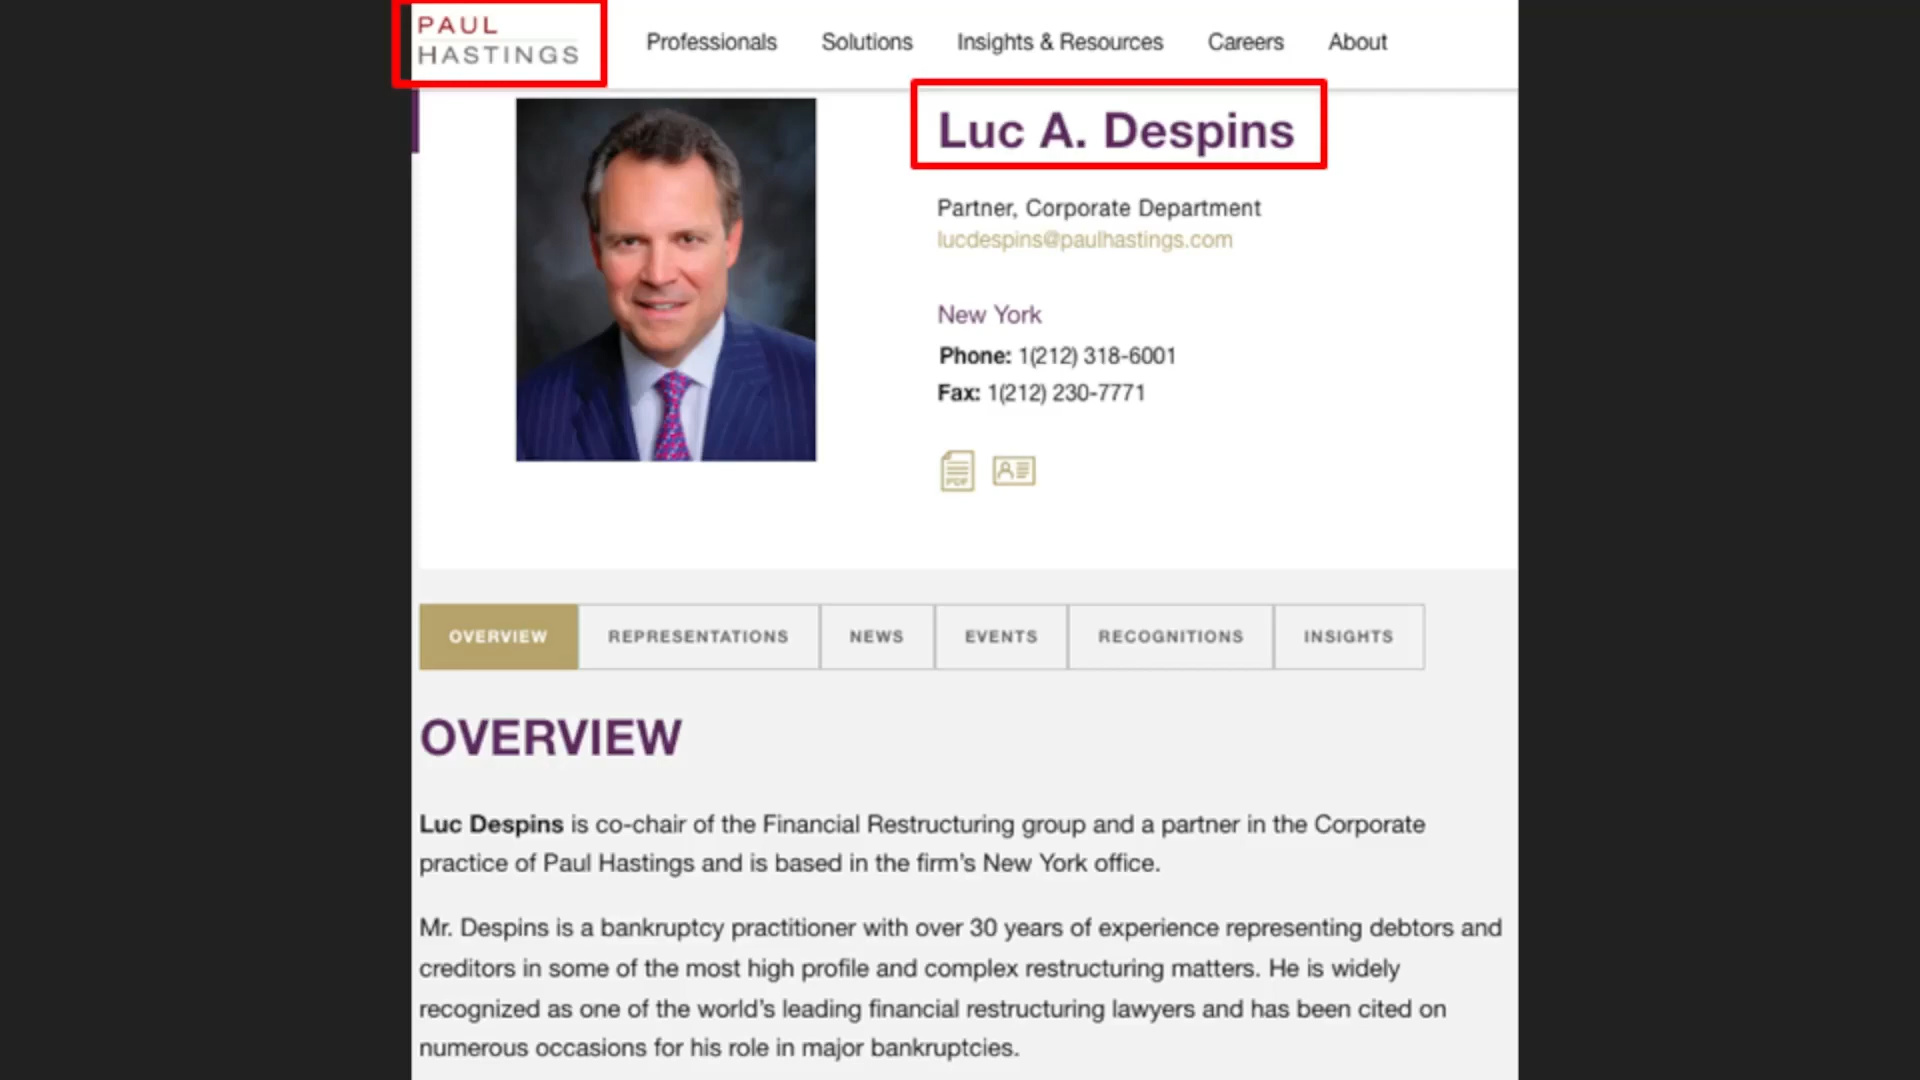 PAUL
HASTINGS
Professionals Solutions Insights & Resources Careers About
Luc A. Despins
Partner, Corporate Department
lucdespins@paulhastings.com
New York
Phone: 1(212) 318-6001
Fax: 1(212) 230-7771
PDF
OVERVIEW REPRESENTATIONS NEWS EVENTS RECOGNITIONS INSIGHTS
OVERVIEW
Luc Despins is co-chair of the Financial Restructuring group and a partner in the Corporate
practice of Paul Hastings and is based in the firm's New York office.
Mr. Despins is a bankruptcy practitioner with over 30 years of experience representing debtors and
creditors in some of the most high profile and complex restructuring matters. He is widely
recognized as one of the world's leading financial restructuring lawyers and has been cited on
numerous occasions for his role in major bankruptcies.